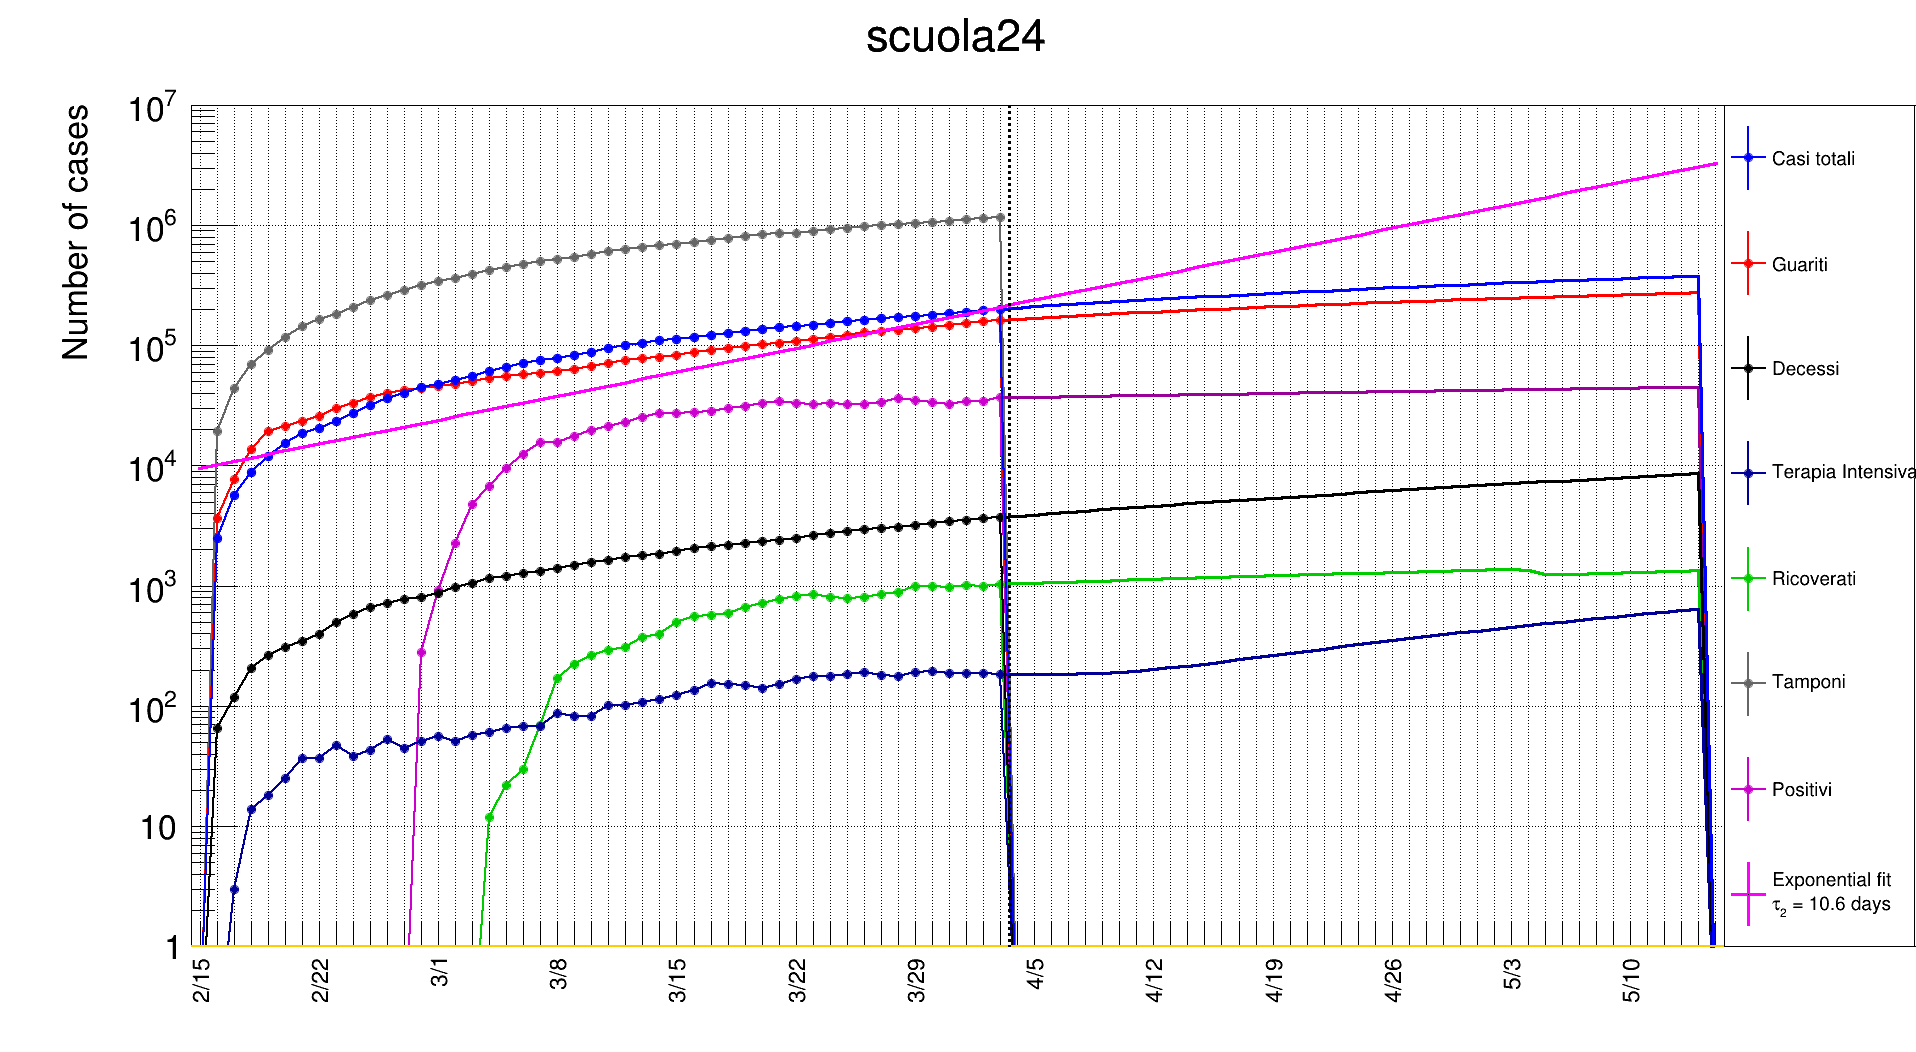 scuola24
Number of cases
10^7
10^6
10^5
10^4
10^3
10^2
10
1
2/15
2/22
3/1
3/8
3/15
3/22
3/29
4/5
4/12
4/19
4/26
5/3
5/10
Casi totali
Guariti
Decessi
Terapia Intensiva
Ricoverati
Tamponi
Positivi
Exponential fit
τ_2 = 10.6 days